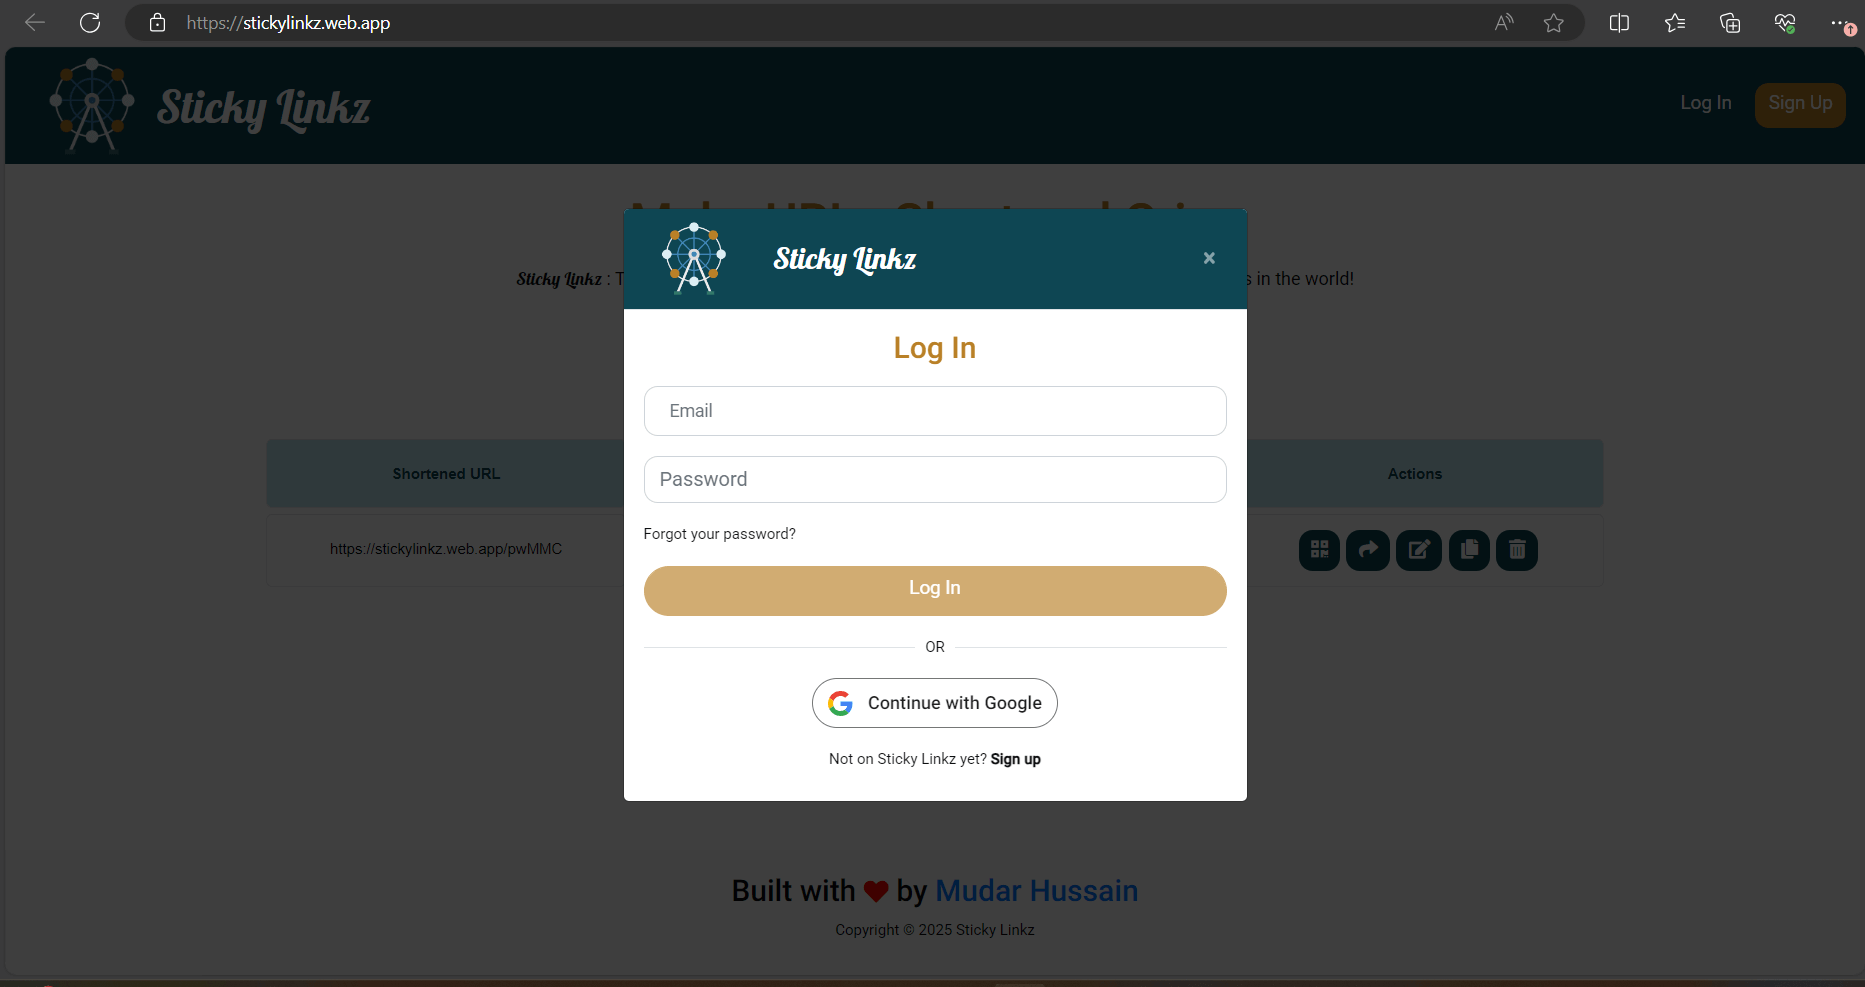 https://stickylinkz.web.app
Sticky Linkz
Log In
Sign Up
Sticky Linkz :
s in the world!
Sticky Linkz
×
Log In
Email
Password
Forgot your password?
Log In
OR
Continue with Google
Not on Sticky Linkz yet? Sign up
Shortened URL
Actions
https://stickylinkz.web.app/pwMMC
Built with ❤ by Mudar Hussain
Copyright © 2025 Sticky Linkz